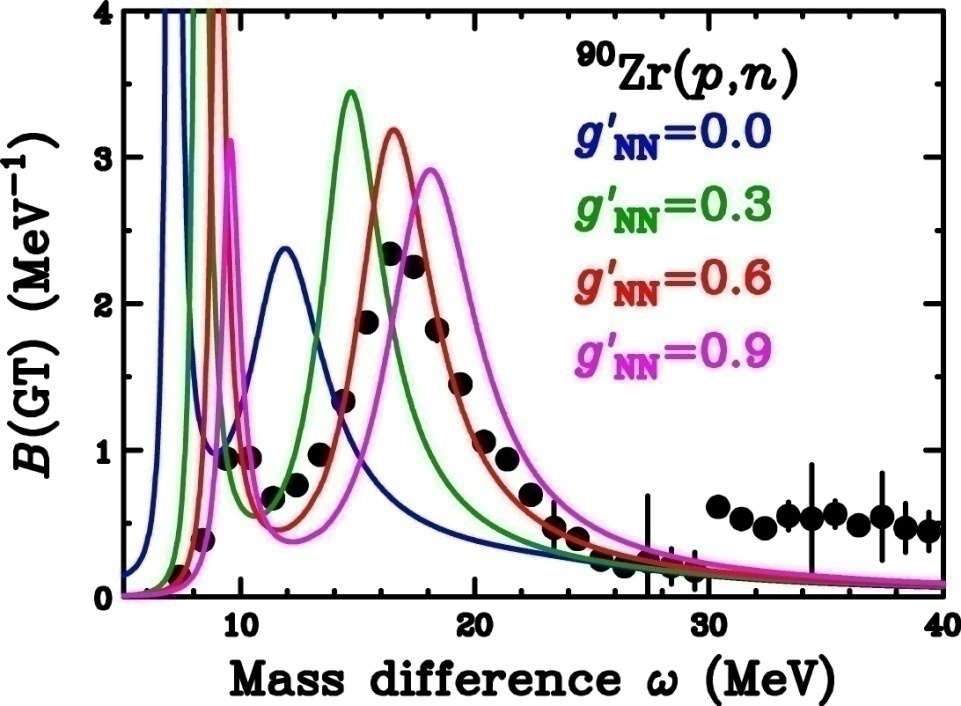 4
3
2
1
0
10
20
30
40
B(GT) (MeV⁻¹)
Mass difference ω (MeV)
⁹⁰Zr(p,n)
g′NN=0.0
g′NN=0.3
g′NN=0.6
g′NN=0.9